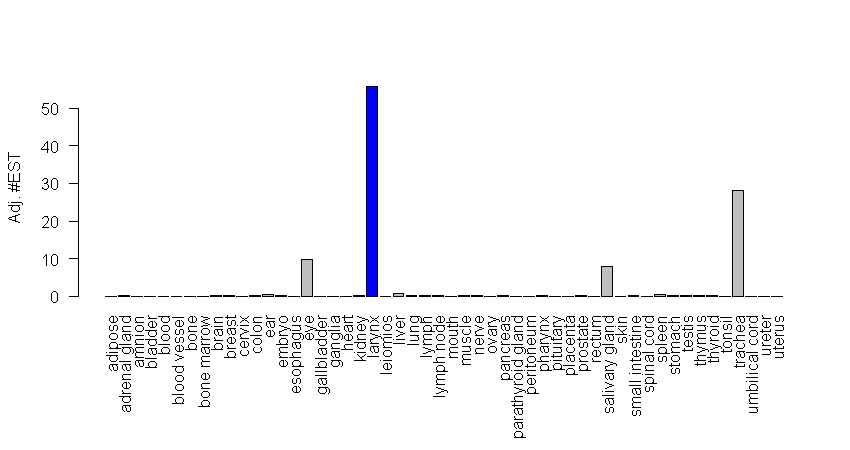 Adj. #EST
50
40
30
20
10
0
adipose
adrenal gland
amnion
bladder
blood
blood vessel
bone
bone marrow
brain
breast
cervix
colon
ear
embryo
esophagus
eye
gallbladder
ganglia
heart
kidney
larynx
leiomios
liver
lung
lymph
lymph node
mouth
muscle
nerve
ovary
pancreas
parathyroid gland
peritoneum
pharynx
pituitary
placenta
prostate
rectum
salivary gland
skin
small intestine
spinal cord
spleen
stomach
testis
thymus
thyroid
tonsil
trachea
umbilical cord
ureter
uterus